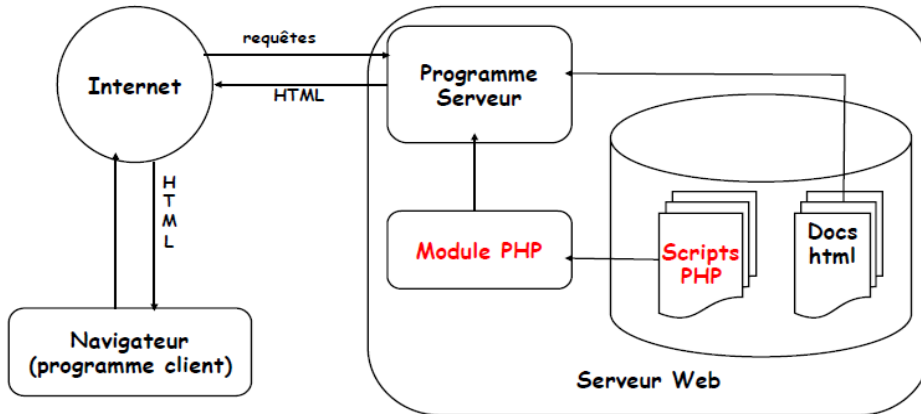 requêtes
Internet
HTML
Programme
Serveur
H
T
M
L
Module PHP
Scripts
PHP
Docs
html
Navigateur
(programme client)
Serveur Web